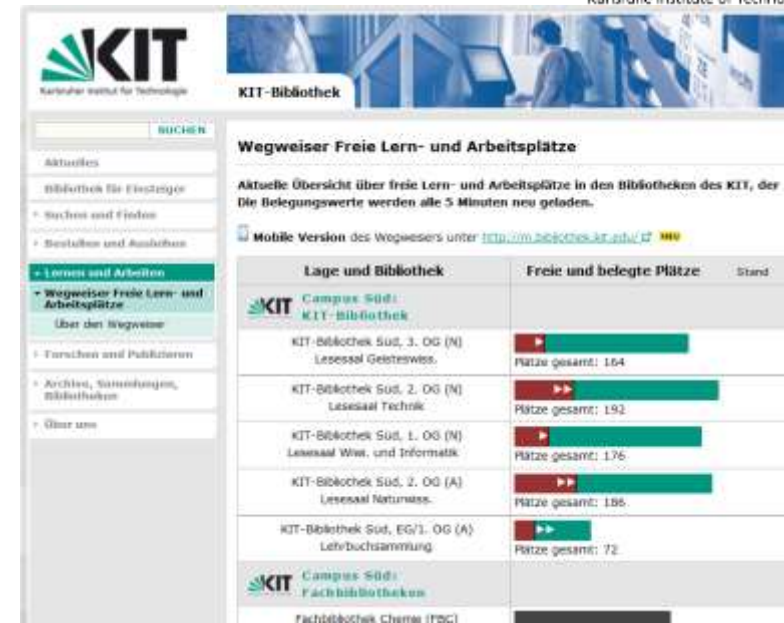 KIT
Karlsruher Institut für Technologie
KIT-Bibliothek
SUCHEN
Aktuelles
Bibliothek für Einsteiger
Suchen und Finden
Bestellen und Ausleihen
Lernen und Arbeiten
Wegweiser Freie Lern- und
Arbeitsplätze
Über den Wegweiser
Forschen und Publizieren
Archive, Sammlungen,
Bibliotheken
Über uns
Wegweiser Freie Lern- und Arbeitsplätze
Aktuelle Übersicht über freie Lern- und Arbeitsplätze in den Bibliotheken des KIT, der
Die Belegungswerte werden alle 5 Minuten neu geladen.
Mobile Version des Wegweisers unter http://m.bibliothek.kit.edu/ NEU
Lage und Bibliothek Freie und belegte Plätze Stand
KIT Campus Süd:
KIT-Bibliothek
KIT-Bibliothek Süd, 3. OG (N)
Lesesaal Geisteswiss.
Plätze gesamt: 164
KIT-Bibliothek Süd, 2. OG (N)
Lesesaal Technik
Plätze gesamt: 192
KIT-Bibliothek Süd, 1. OG (N)
Lesesaal Wiwi. und Informatik
Plätze gesamt: 176
KIT-Bibliothek Süd, 2. OG (A)
Lesesaal Naturwiss.
Plätze gesamt: 186
KIT-Bibliothek Süd, EG/1. OG (A)
Lehrbuchsammlung
Plätze gesamt: 72
KIT Campus Süd:
Fachbibliotheken
Fachbibliothek Chemie (FBC)